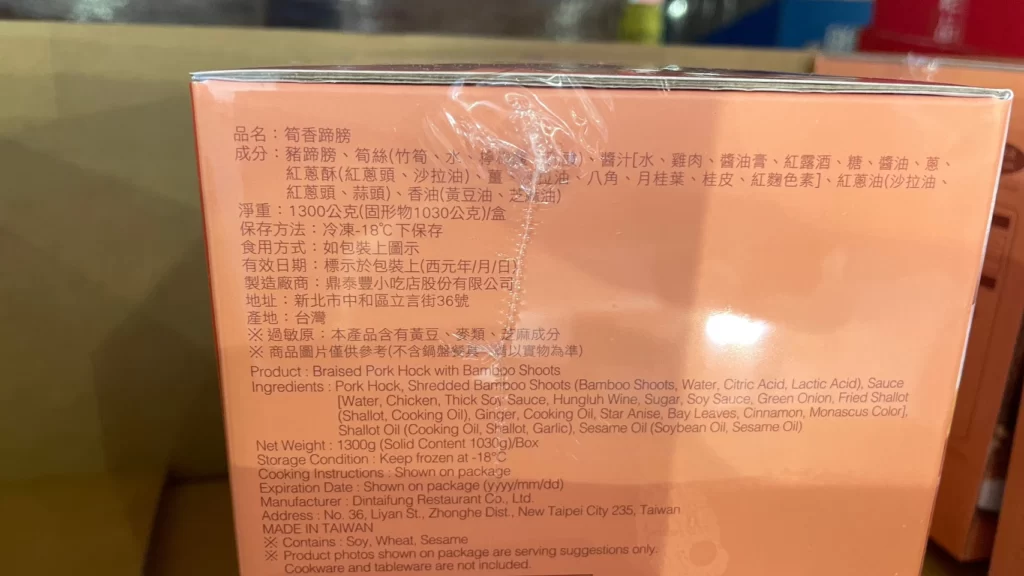 品名：筍香蹄膀
成分：豬蹄膀、筍絲(竹筍、水、檸檬酸、乳酸)、醬汁[水、雞肉、醬油膏、紅露酒、糖、醬油、蔥、
紅蔥酥(紅蔥頭、沙拉油)、薑、沙拉油、八角、月桂葉、桂皮、紅麴色素]、紅蔥油(沙拉油、
紅蔥頭、蒜頭)、香油(黃豆油、芝麻油)
淨重：1300公克(固形物1030公克)/盒
保存方法：冷凍-18℃下保存
食用方式：如包裝上圖示
有效日期：標示於包裝上(西元年/月/日)
製造廠商：鼎泰豐小吃店股份有限公司
地址：新北市中和區立言街36號
產地：台灣
※過敏原：本產品含有黃豆、麥類、芝麻成分
※ 商品圖片僅供參考(不含鍋盤餐具，請以實物為準)
Product : Braised Pork Hock with Bamboo Shoots
Ingredients : Pork Hock, Shredded Bamboo Shoots (Bamboo Shoots, Water, Citric Acid, Lactic Acid), Sauce
[Water, Chicken, Thick Soy Sauce, Hungluh Wine, Sugar, Soy Sauce, Green Onion, Fried Shallot
(Shallot, Cooking Oil), Ginger, Cooking Oil, Star Anise, Bay Leaves, Cinnamon, Monascus Color],
Shallot Oil (Cooking Oil, Shallot, Garlic), Sesame Oil (Soybean Oil, Sesame Oil)
Net Weight : 1300g (Solid Content 1030g)/Box
Storage Condition : Keep frozen at -18℃
Cooking Instructions : Shown on package
Expiration Date : Shown on package (yyyy/mm/dd)
Manufacturer : Dintaifung Restaurant Co., Ltd.
Address : No. 36, Liyan St., Zhonghe Dist., New Taipei City 235, Taiwan
MADE IN TAIWAN
※ Contains : Soy, Wheat, Sesame
※ Product photos shown on package are serving suggestions only.
Cookware and tableware are not included.